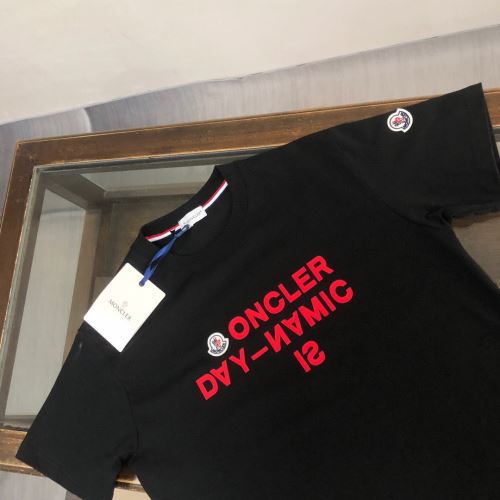 MONCLER
ONCLER
DAY-NAMIC
IS